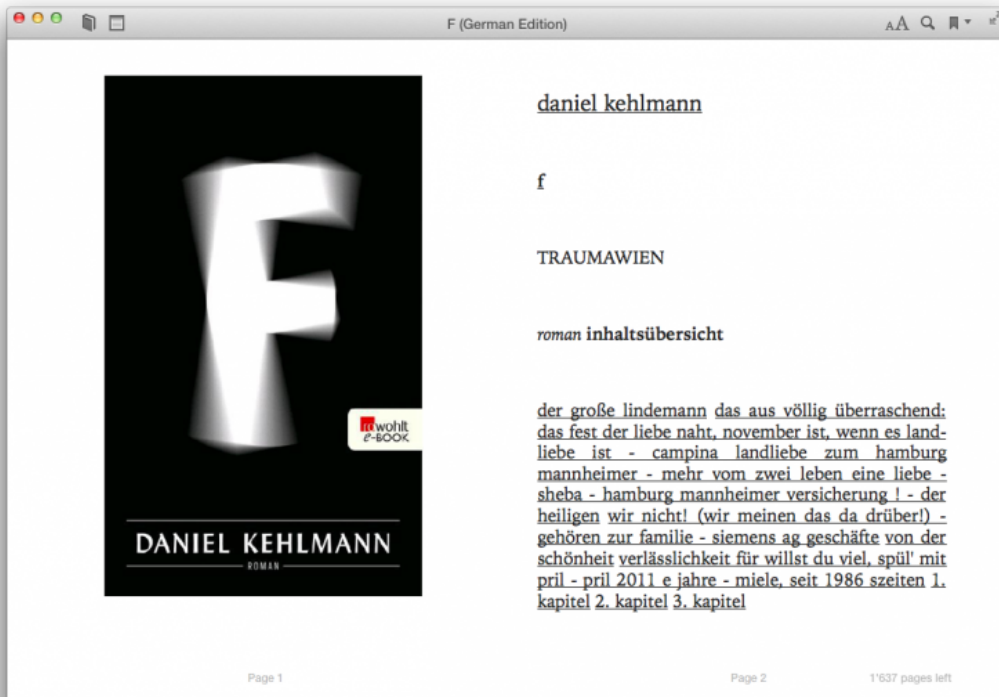 F (German Edition)
AA
F
rowohlt
e-BOOK
DANIEL KEHLMANN
ROMAN
Page 1
daniel kehlmann
f
TRAUMAWIEN
roman inhaltsübersicht
der große lindemann das aus völlig überraschend:
das fest der liebe naht, november ist, wenn es land-
liebe ist - campina landliebe zum hamburg
mannheimer - mehr vom zwei leben eine liebe -
sheba - hamburg mannheimer versicherung ! - der
heiligen wir nicht! (wir meinen das da drüber!) -
gehören zur familie - siemens ag geschäfte von der
schönheit verlässlichkeit für willst du viel, spül' mit
pril - pril 2011 e jahre - miele, seit 1986 szeiten 1.
kapitel 2. kapitel 3. kapitel
Page 2
1'637 pages left